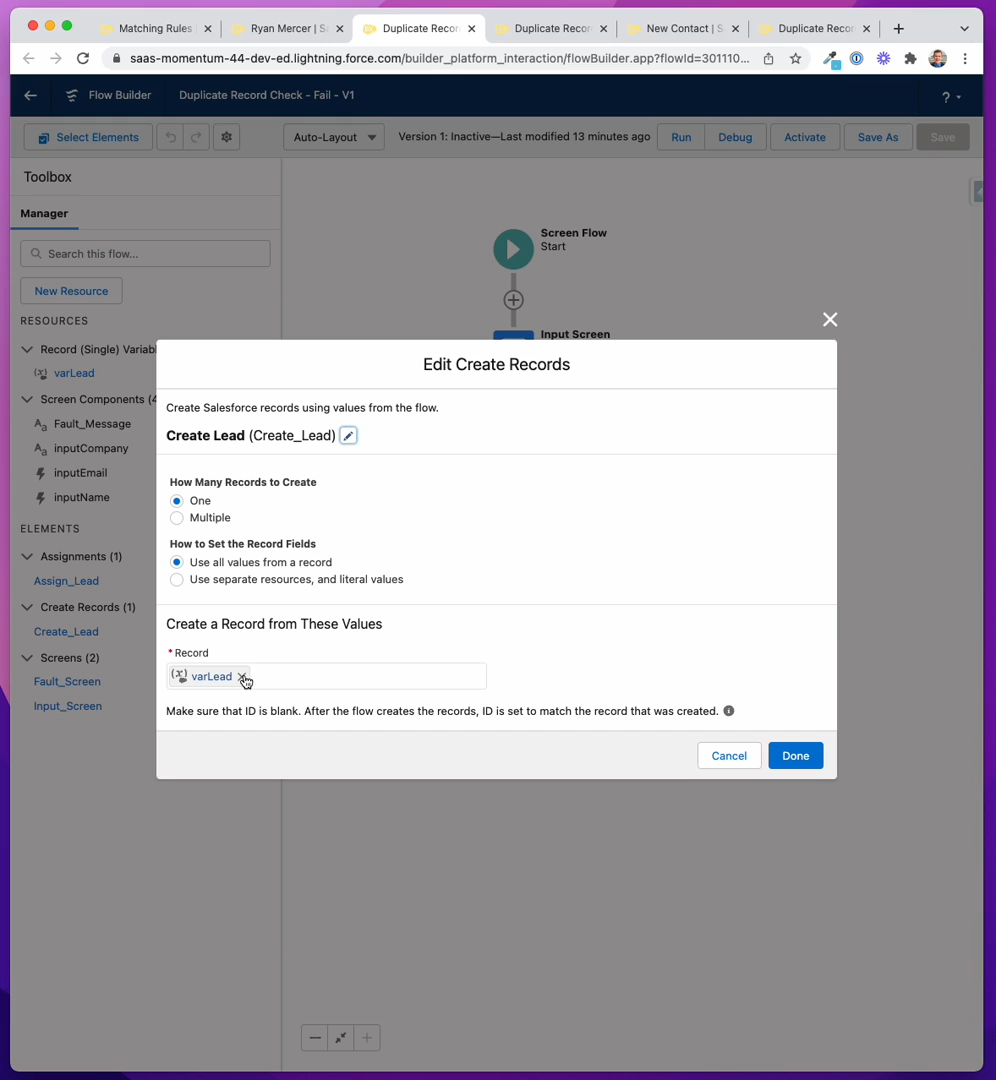 Matching Rules
Ryan Mercer | S
Duplicate Recor
Duplicate Recor
New Contact | S
Duplicate Recor
saas-momentum-44-dev-ed.lightning.force.com/builder_platform_interaction/flowBuilder.app?flowId=301110...
Flow Builder
Duplicate Record Check - Fail - V1
?
Select Elements
Auto-Layout
Version 1: Inactive—Last modified 13 minutes ago
Run
Debug
Activate
Save As
Save
Toolbox
Manager
Search this flow...
New Resource
RESOURCES
Record (Single) Variab
varLead
Screen Components (4
Fault_Message
inputCompany
inputEmail
inputName
ELEMENTS
Assignments (1)
Assign_Lead
Create Records (1)
Create_Lead
Screens (2)
Fault_Screen
Input_Screen
Screen Flow
Start
Input Screen
Edit Create Records
Create Salesforce records using values from the flow.
Create Lead (Create_Lead)
How Many Records to Create
One
Multiple
How to Set the Record Fields
Use all values from a record
Use separate resources, and literal values
Create a Record from These Values
* Record
varLead
Make sure that ID is blank. After the flow creates the records, ID is set to match the record that was created.
Cancel
Done